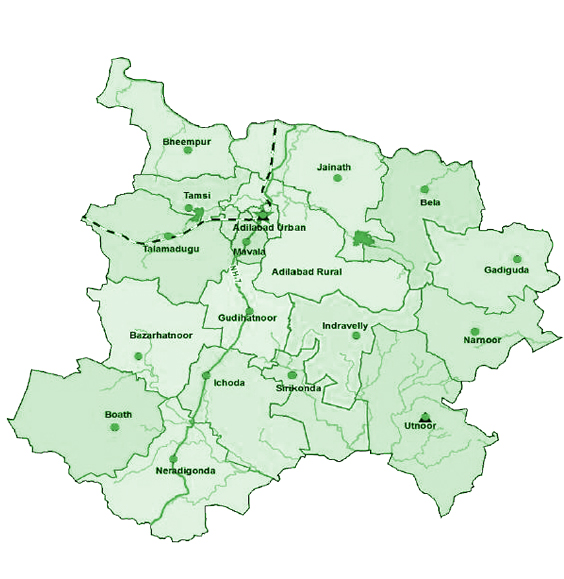 Bheempur
Jainath
Tamsi
Bela
Adilabad Urban
Talamadugu
Mavala
Gadiguda
Adilabad Rural
NH-7
Gudihatnoor
Indravelly
Bazarhatnoor
Narnoor
Ichoda
Sirikonda
Boath
Utnoor
Neradigonda